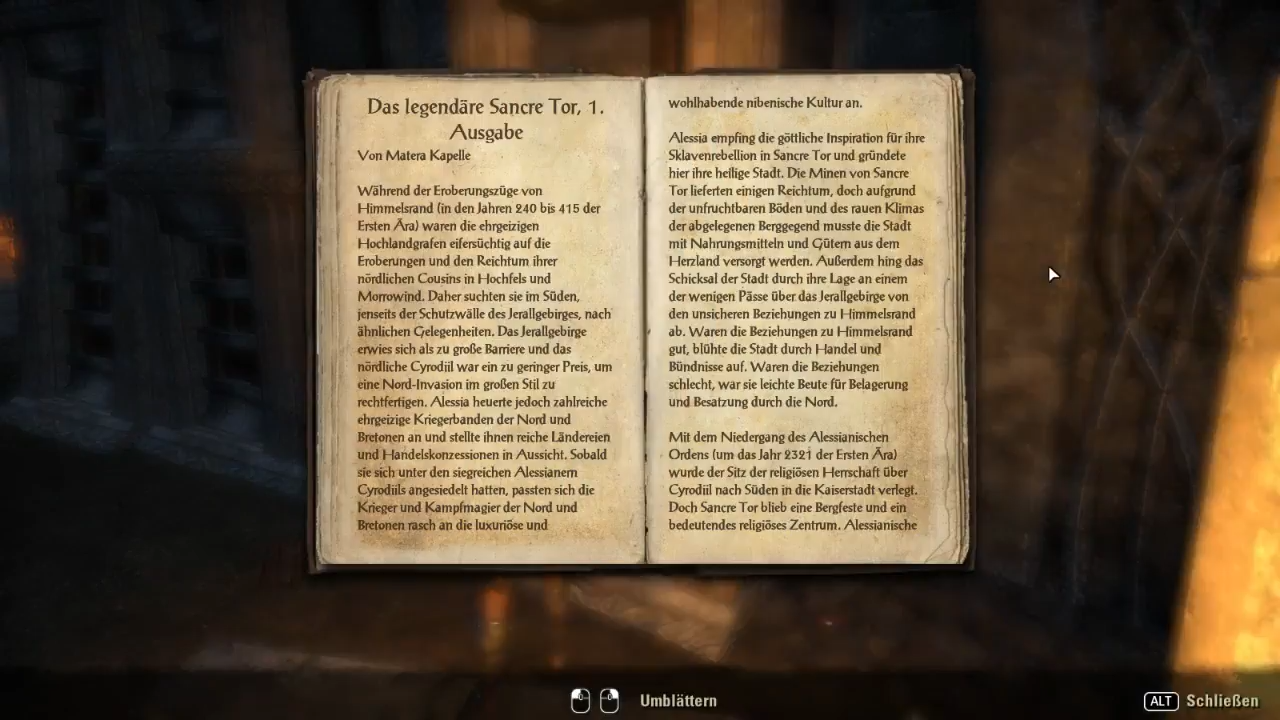 Das legendäre Sancre Tor, 1.
Ausgabe
Von Matera Kapelle
Während der Eroberungszüge von
Himmelsrand (in den Jahren 240 bis 415 der
Ersten Ära) waren die ehrgeizigen
Hochlandgrafen eifersüchtig auf die
Eroberungen und den Reichtum ihrer
nördlichen Cousins in Hochfels und
Morrowind. Daher suchten sie im Süden,
jenseits der Schutzwälle des Jerallgebirges, nach
ähnlichen Gelegenheiten. Das Jerallgebirge
erwies sich als zu große Barriere und das
nördliche Cyrodiil war ein zu geringer Preis, um
eine Nord-Invasion im großen Stil zu
rechtfertigen. Alessia heuerte jedoch zahlreiche
ehrgeizige Kriegerbanden der Nord und
Bretonen an und stellte ihnen reiche Ländereien
und Handelskonzessionen in Aussicht. Sobald
sie sich unter den siegreichen Alessianern
Cyrodiils angesiedelt hatten, passten sich die
Krieger und Kampfmagier der Nord und
Bretonen rasch an die luxuriöse und
wohlhabende nibenische Kultur an.
Alessia empfing die göttliche Inspiration für ihre
Sklavenrebellion in Sancre Tor und gründete
hier ihre heilige Stadt. Die Minen von Sancre
Tor lieferten einigen Reichtum, doch aufgrund
der unfruchtbaren Böden und des rauen Klimas
der abgelegenen Berggegend musste die Stadt
mit Nahrungsmitteln und Gütern aus dem
Herzland versorgt werden. Außerdem hing das
Schicksal der Stadt durch ihre Lage an einem
der wenigen Pässe über das Jerallgebirge von
den unsicheren Beziehungen zu Himmelsrand
ab. Waren die Beziehungen zu Himmelsrand
gut, blühte die Stadt durch Handel und
Bündnisse auf. Waren die Beziehungen
schlecht, war sie leichte Beute für Belagerung
und Besatzung durch die Nord.
Mit dem Niedergang des Alessianischen
Ordens (um das Jahr 2321 der Ersten Ära)
wurde der Sitz der religiösen Herrschaft über
Cyrodiil nach Süden in die Kaiserstadt verlegt.
Doch Sancre Tor blieb eine Bergfeste und ein
bedeutendes religiöses Zentrum. Alessianische
Umblättern
ALT Schließen